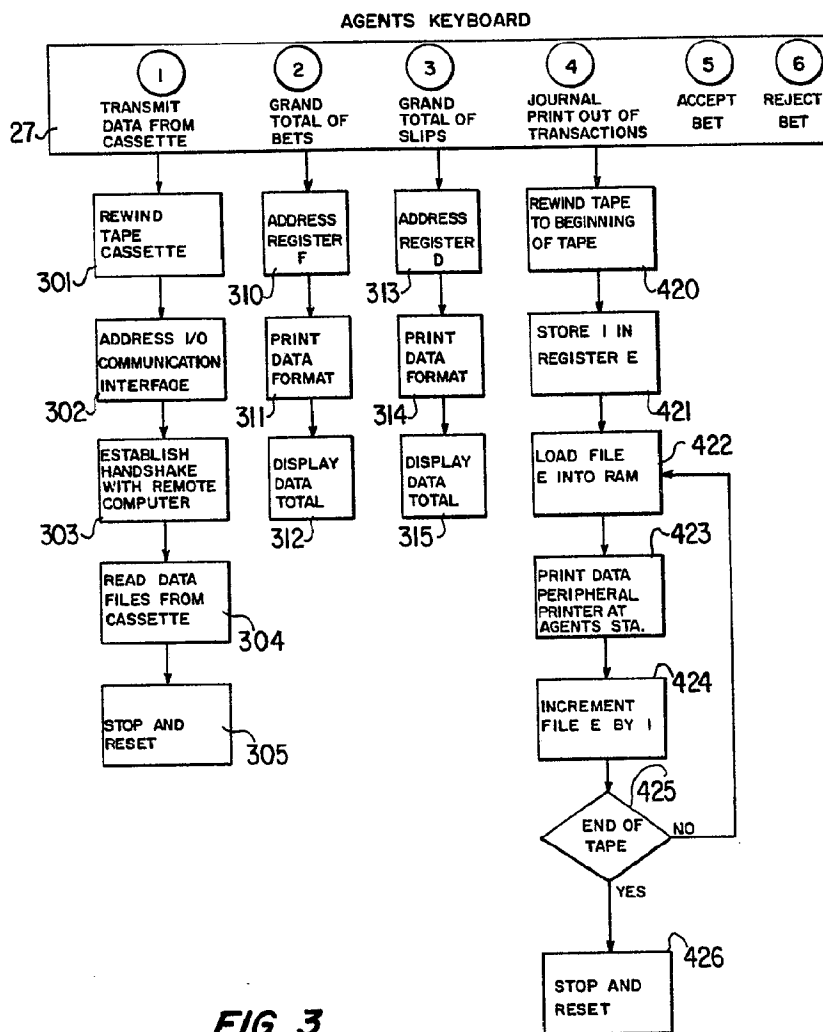 AGENTS KEYBOARD
1
2
3
4
5
6
TRANSMIT
DATA FROM
CASSETTE
GRAND
TOTAL OF
BETS
GRAND
TOTAL OF
SLIPS
JOURNAL
PRINT OUT OF
TRANSACTIONS
ACCEPT
BET
REJECT
BET
27
REWIND
TAPE
CASSETTE
301
ADDRESS I/O
COMMUNICATION
INTERFACE
302
ESTABLISH
HANDSHAKE
WITH REMOTE
COMPUTER
303
READ DATA
FILES FROM
CASSETTE
304
STOP AND
RESET
305
ADDRESS
REGISTER
F
310
PRINT
DATA
FORMAT
311
DISPLAY
DATA
TOTAL
312
ADDRESS
REGISTER
D
313
PRINT
DATA
FORMAT
314
DISPLAY
DATA
TOTAL
315
REWIND TAPE
TO BEGINNING
OF TAPE
420
STORE 1 IN
REGISTER E
421
LOAD FILE
E INTO RAM
422
PRINT DATA
PERIPHERAL
PRINTER AT
AGENTS STA.
423
INCREMENT
FILE E BY 1
424
END OF
TAPE
425
NO
YES
STOP AND
RESET
426
FIG 3